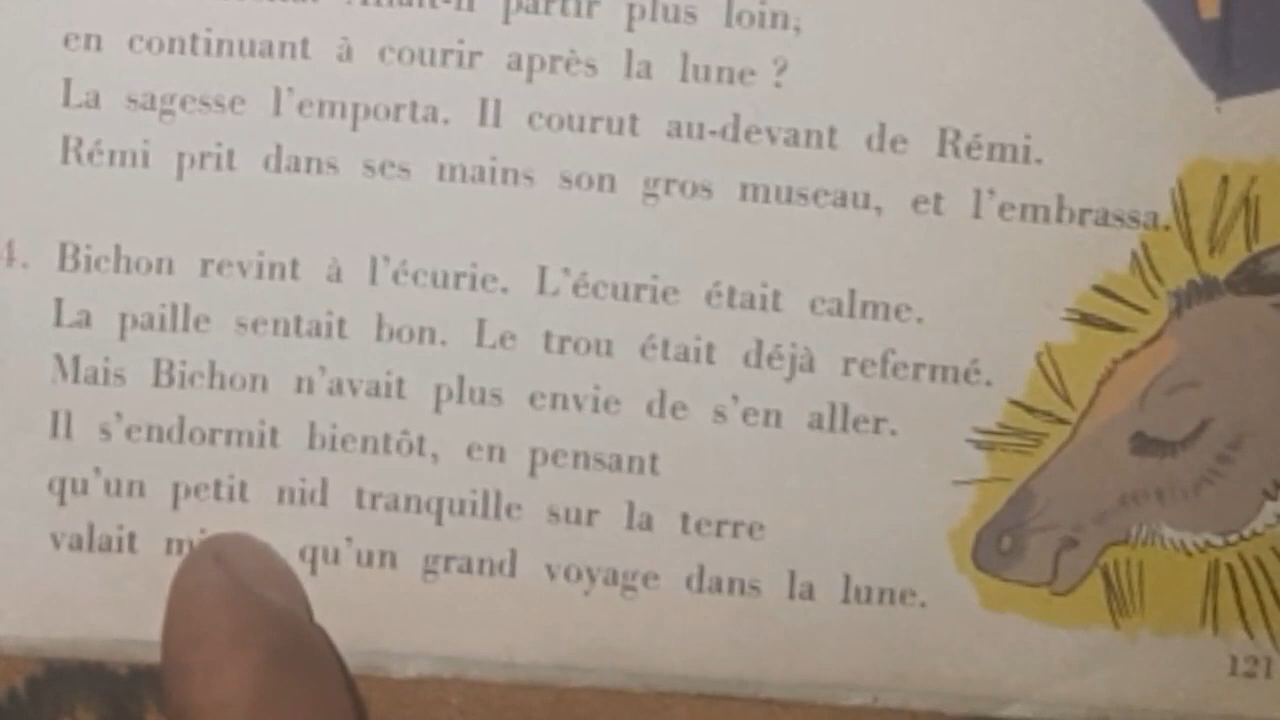 partir plus loin,
en continuant à courir après la lune ?
La sagesse l'emporta. Il courut au-devant de Rémi.
Rémi prit dans ses mains son gros museau, et l'embrassa.
4. Bichon revint à l'écurie. L'écurie était calme.
La paille sentait bon. Le trou était déjà refermé.
Mais Bichon n'avait plus envie de s'en aller.
Il s'endormit bientôt, en pensant
qu'un petit nid tranquille sur la terre
valait qu'un grand voyage dans la lune.
121